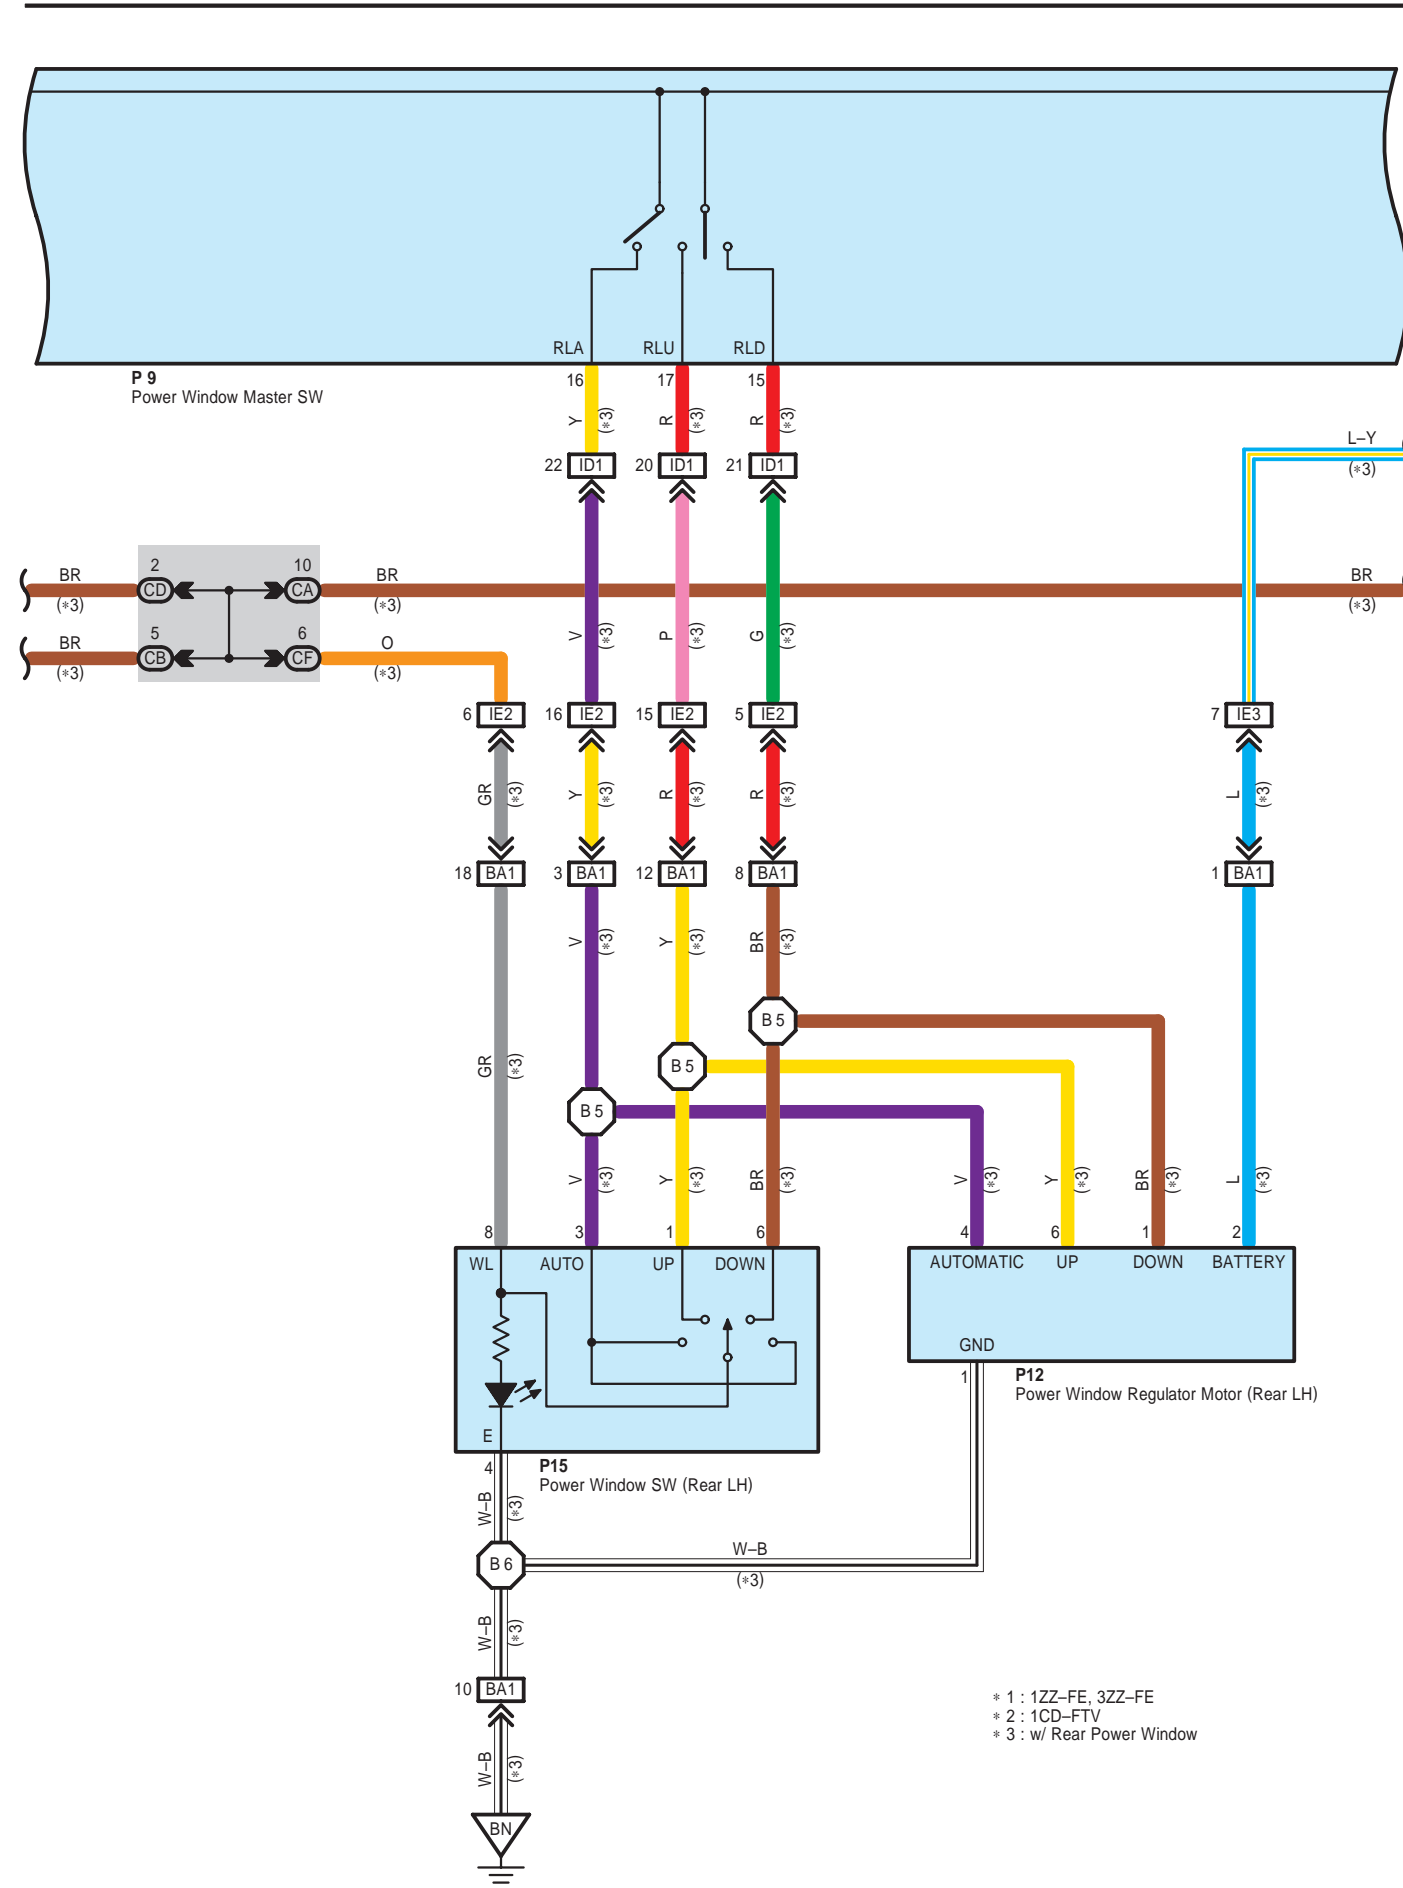 RLA RLU RLD
P 9
Power Window Master SW
16 17 15
Y (*3) R (*3) R (*3)
L–Y
(*3)
22 ID1 20 ID1 21 ID1
2 10
BR BR BR
CD CA
(*3) (*3) (*3)
5 6
BR O
CB CF
(*3) (*3)
V (*3) P (*3) G (*3)
6 IE2 16 IE2 15 IE2 5 IE2 7 IE3
GR (*3) Y (*3) R (*3) R (*3) L (*3)
18 BA1 3 BA1 12 BA1 8 BA1 1 BA1
V (*3) Y (*3) BR (*3)
B 5
B 5
GR (*3)
B 5
V (*3) Y (*3) BR (*3) V (*3) Y (*3) BR (*3) L (*3)
8 3 1 6 4 6 1 2
WL AUTO UP DOWN AUTOMATIC UP DOWN BATTERY
GND
1
P12
Power Window Regulator Motor (Rear LH)
E
4
P15
Power Window SW (Rear LH)
W–B (*3)
W–B
(*3)
B 6
W–B (*3)
10 BA1
W–B (*3)
BN
* 1 : 1ZZ–FE, 3ZZ–FE
* 2 : 1CD–FTV
* 3 : w/ Rear Power Window